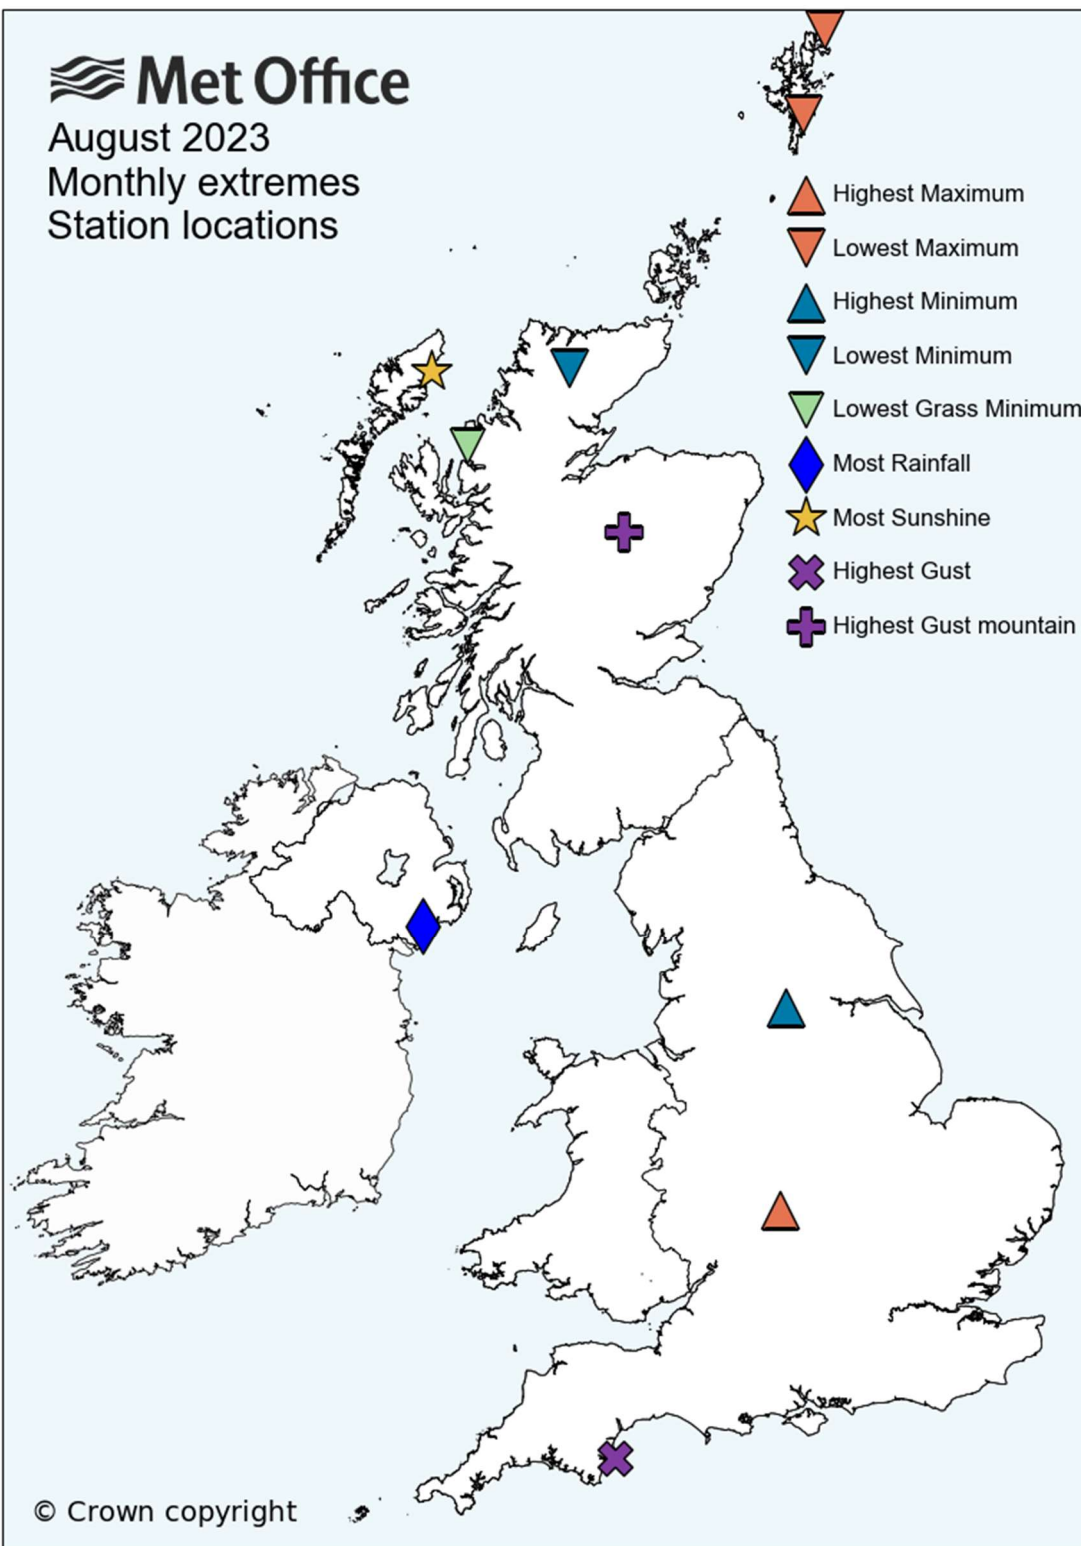 Met Office
August 2023
Monthly extremes
Station locations
Highest Maximum
Lowest Maximum
Highest Minimum
Lowest Minimum
Lowest Grass Minimum
Most Rainfall
Most Sunshine
Highest Gust
Highest Gust mountain
© Crown copyright